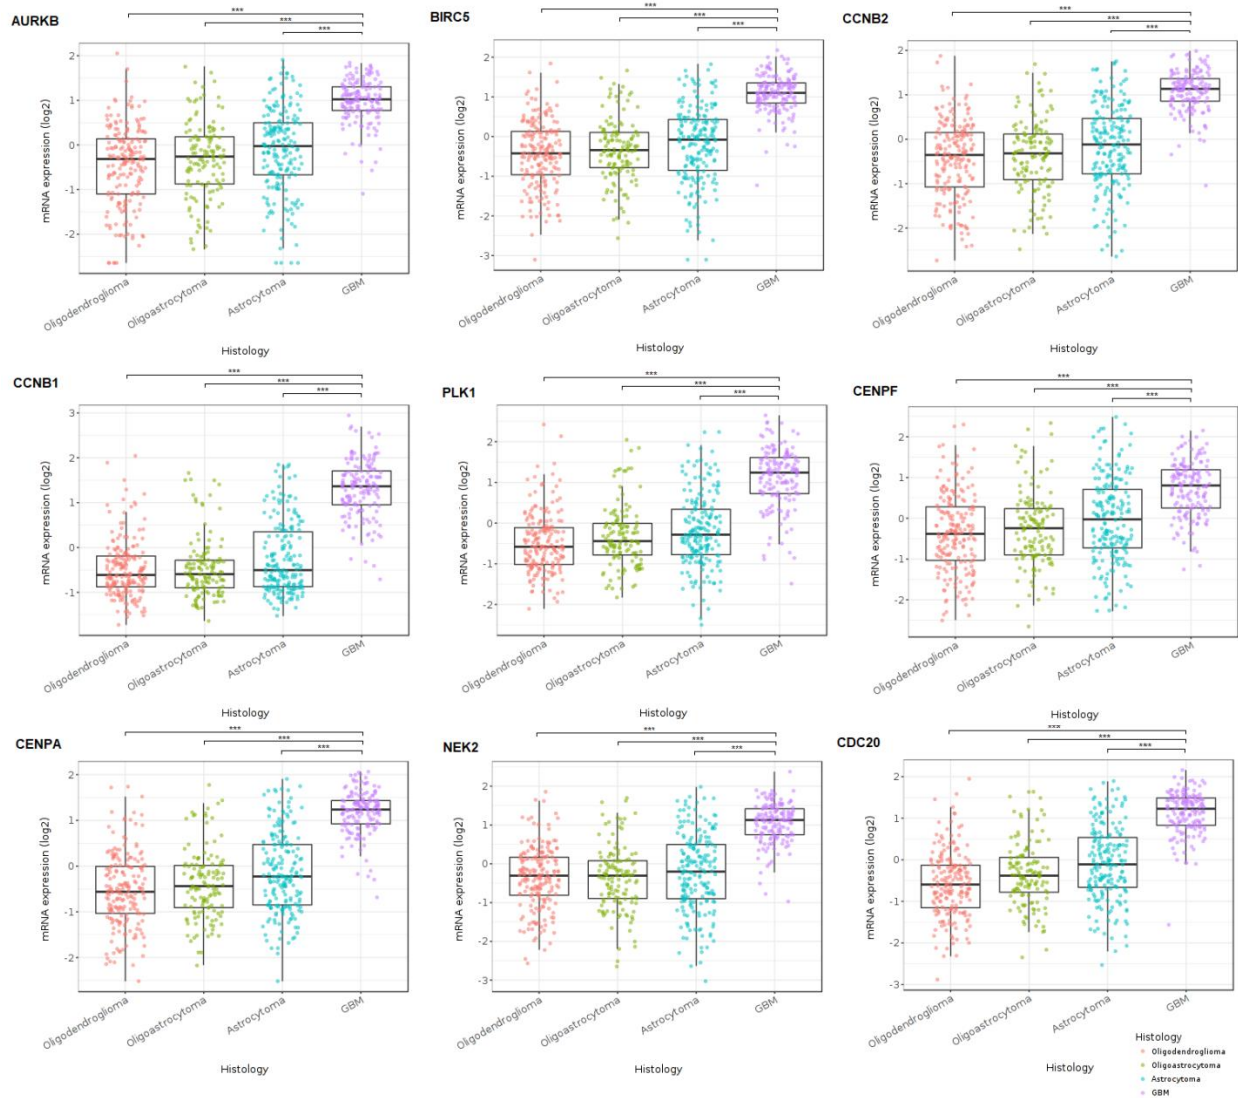 AURKB
***
***
***
mRNA expression (log2)
2
1
0
-1
-2
Oligodendroglioma
Oligoastrocytoma
Astrocytoma
GBM
Histology
BIRC5
***
***
***
mRNA expression (log2)
2
1
0
-1
-2
-3
Oligodendroglioma
Oligoastrocytoma
Astrocytoma
GBM
Histology
CCNB2
***
***
***
mRNA expression (log2)
2
1
0
-1
-2
Oligodendroglioma
Oligoastrocytoma
Astrocytoma
GBM
Histology
CCNB1
***
***
***
mRNA expression (log2)
3
2
1
0
-1
Oligodendroglioma
Oligoastrocytoma
Astrocytoma
GBM
Histology
PLK1
***
***
***
mRNA expression (log2)
2
1
0
-1
-2
Oligodendroglioma
Oligoastrocytoma
Astrocytoma
GBM
Histology
CENPF
***
***
***
mRNA expression (log2)
2
1
0
-1
-2
Oligodendroglioma
Oligoastrocytoma
Astrocytoma
GBM
Histology
CENPA
***
***
***
mRNA expression (log2)
2
1
0
-1
-2
Oligodendroglioma
Oligoastrocytoma
Astrocytoma
GBM
Histology
NEK2
***
***
***
mRNA expression (log2)
2
1
0
-1
-2
-3
Oligodendroglioma
Oligoastrocytoma
Astrocytoma
GBM
Histology
CDC20
***
***
***
mRNA expression (log2)
2
1
0
-1
-2
-3
Oligodendroglioma
Oligoastrocytoma
Astrocytoma
GBM
Histology
Histology
Oligodendroglioma
Oligoastrocytoma
Astrocytoma
GBM